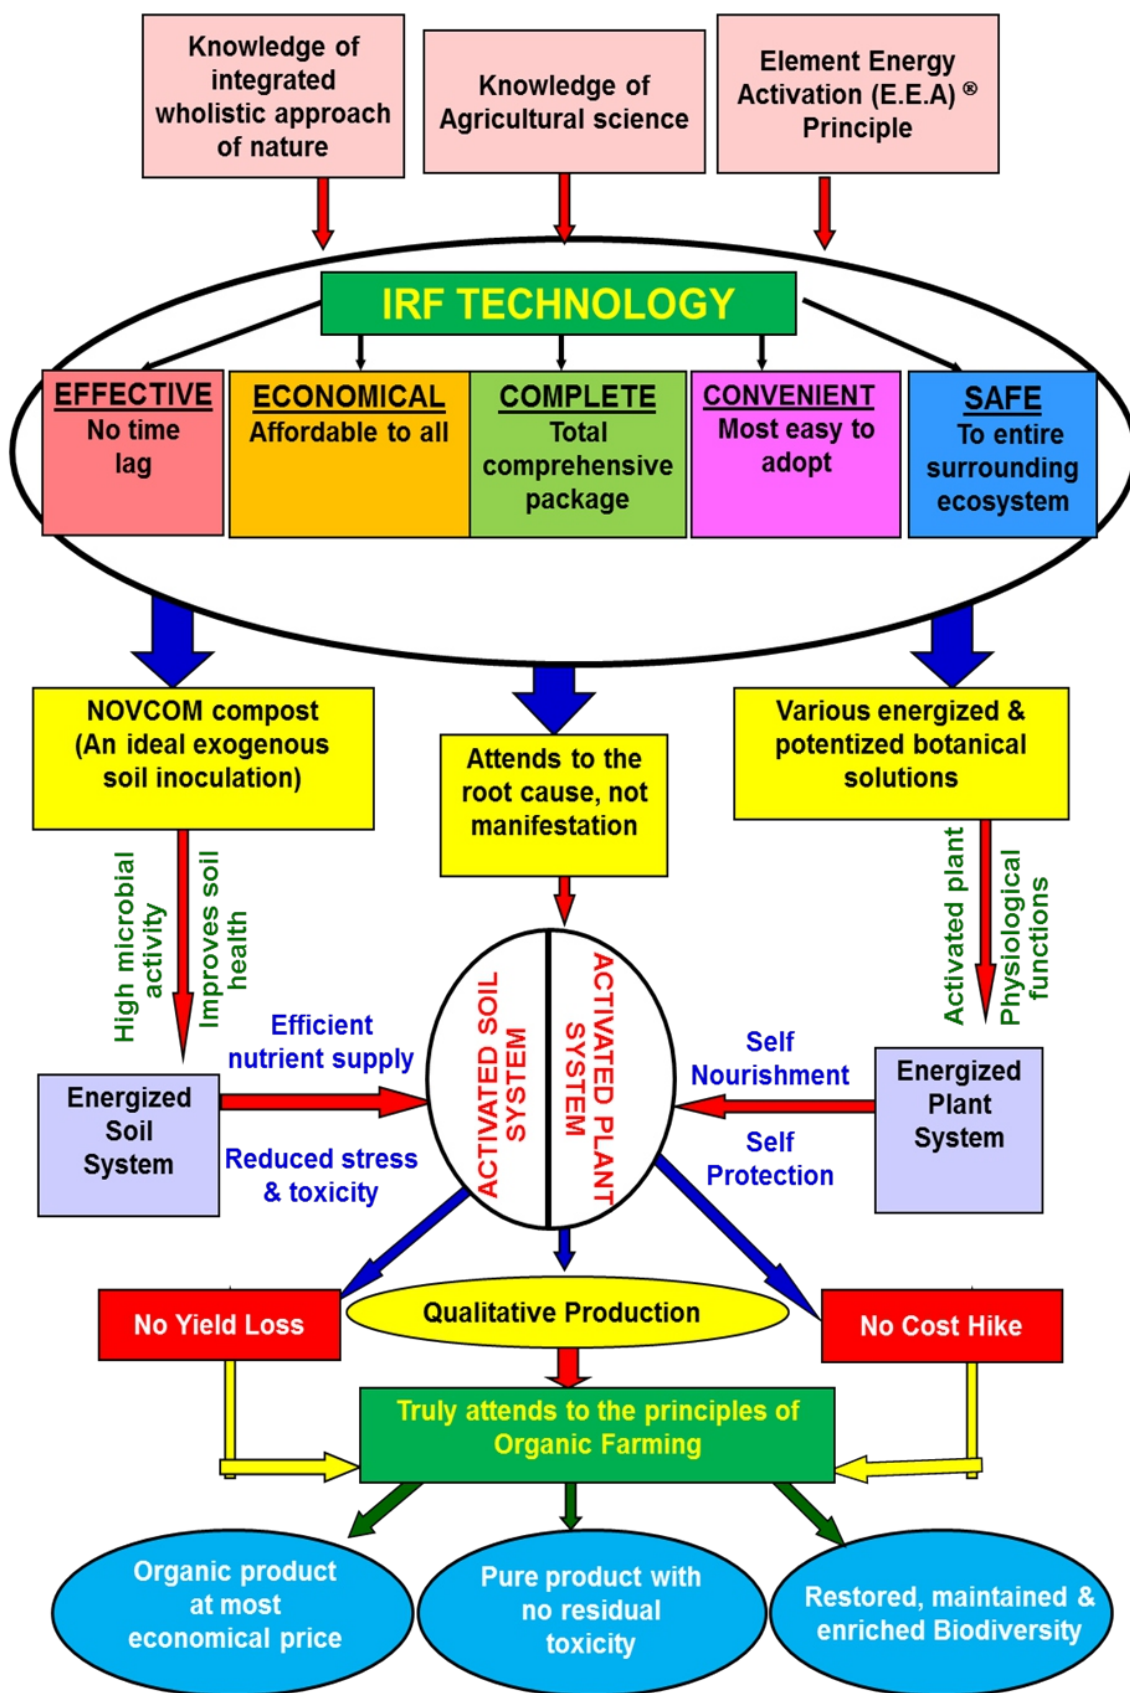 Knowledge of
integrated
wholistic approach
of nature
Knowledge of
Agricultural science
Element Energy
Activation (E.E.A) ®
Principle
IRF TECHNOLOGY
EFFECTIVE
No time
lag
ECONOMICAL
Affordable to all
COMPLETE
Total
comprehensive
package
CONVENIENT
Most easy to
adopt
SAFE
To entire
surrounding
ecosystem
NOVCOM compost
(An ideal exogenous
soil inoculation)
Attends to the
root cause, not
manifestation
Various energized &
potentized botanical
solutions
High microbial
activity
Improves soil
health
Activated plant
Physiological
functions
Energized
Soil
System
Efficient
nutrient supply
Reduced stress
& toxicity
ACTIVATED SOIL
SYSTEM
ACTIVATED PLANT
SYSTEM
Self
Nourishment
Self
Protection
Energized
Plant
System
No Yield Loss
Qualitative Production
No Cost Hike
Truly attends to the principles of
Organic Farming
Organic product
at most
economical price
Pure product with
no residual
toxicity
Restored, maintained &
enriched Biodiversity